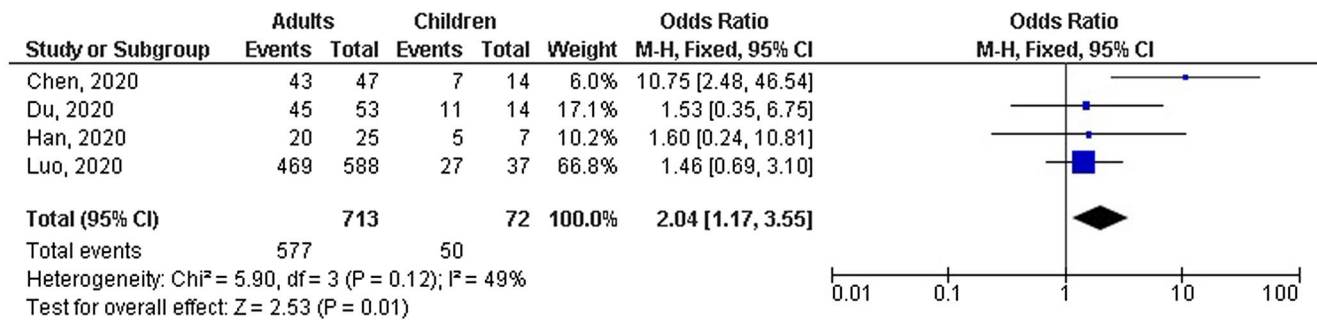 Adults Children Odds Ratio Odds Ratio
Study or Subgroup Events Total Events Total Weight M-H, Fixed, 95% CI M-H, Fixed, 95% CI
Chen, 2020 43 47 7 14 6.0% 10.75 [2.48, 46.54]
Du, 2020 45 53 11 14 17.1% 1.53 [0.35, 6.75]
Han, 2020 20 25 5 7 10.2% 1.60 [0.24, 10.81]
Luo, 2020 469 588 27 37 66.8% 1.46 [0.69, 3.10]
Total (95% CI) 713 72 100.0% 2.04 [1.17, 3.55]
Total events 577 50
Heterogeneity: Chi² = 5.90, df = 3 (P = 0.12); I² = 49%
Test for overall effect: Z = 2.53 (P = 0.01)
0.01 0.1 1 10 100